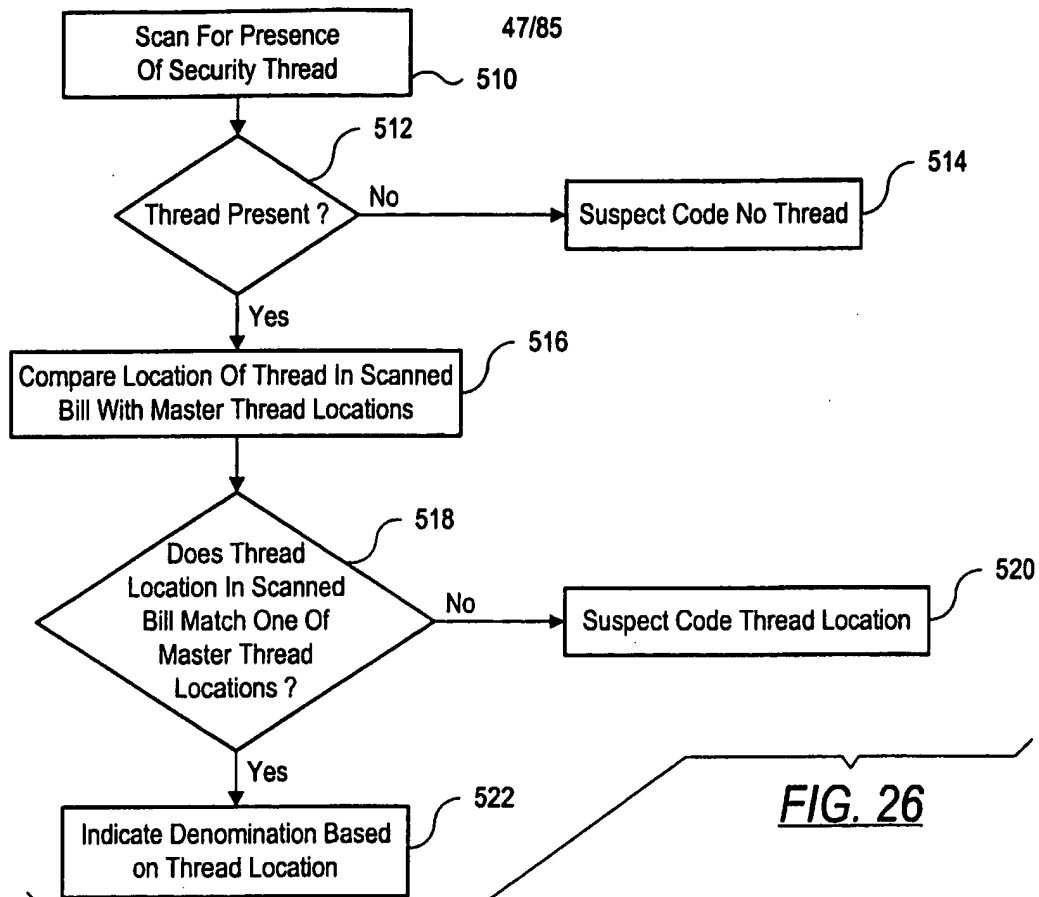 47/85
Scan For Presence
Of Security Thread
510
512
Thread Present ?
No
514
Suspect Code No Thread
Yes
516
Compare Location Of Thread In Scanned
Bill With Master Thread Locations
518
Does Thread
Location In Scanned
Bill Match One Of
Master Thread
Locations ?
No
520
Suspect Code Thread Location
Yes
522
Indicate Denomination Based
on Thread Location
FIG. 26